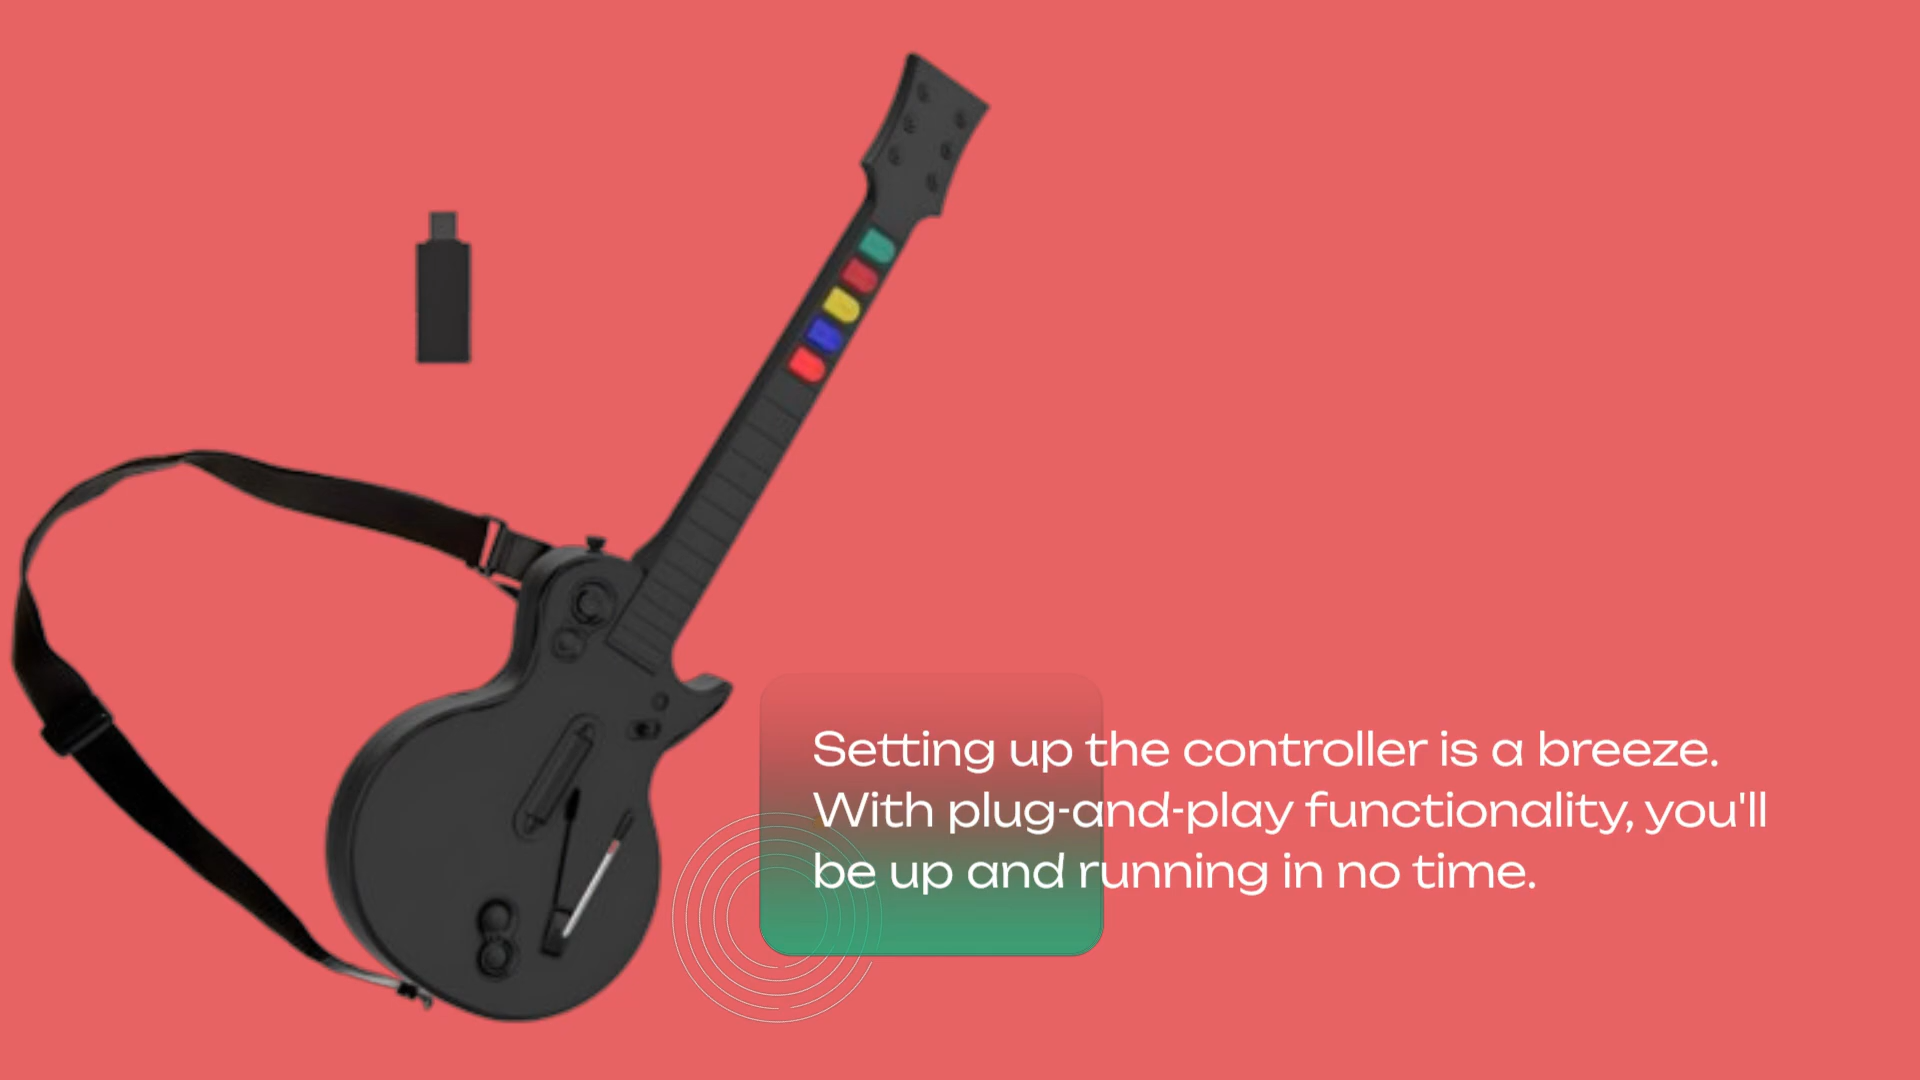 Setting up the controller is a breeze.
With plug-and-play functionality, you'll
be up and running in no time.